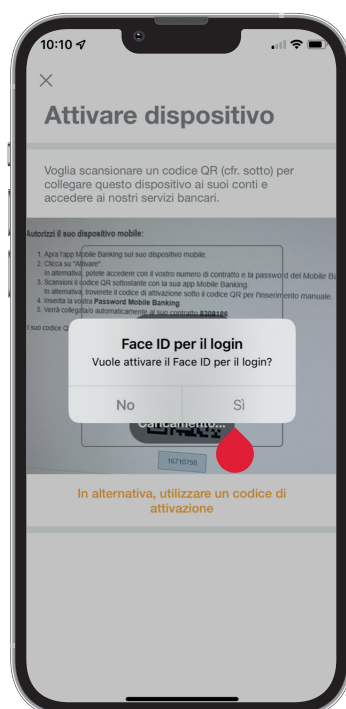 10:10
Attivare dispositivo
Voglia scansionare un codice QR (cfr. sotto) per
collegare questo dispositivo ai suoi conti e
accedere ai nostri servizi bancari.
Autorizzi il suo dispositivo mobile:
1. Apra l'app Mobile Banking sul suo dispositivo mobile.
2. Clicca su "Attivare".
In alternativa, potete accedere con il vostro numero di contratto e la password del Mobile Ba
3. Scansioni il codice QR sottostante con la sua app Mobile Banking.
In alternativa, troverete il codice di attivazione sotto il codice QR per l'inserimento manuale.
4. Inserita la vostra Password Mobile Banking
5. Verrà collegato automaticamente al suo contratto
Il suo codice Q
Face ID per il login
Vuole attivare il Face ID per il login?
No
Sì
Caricamento...
16710798
In alternativa, utilizzare un codice di
attivazione